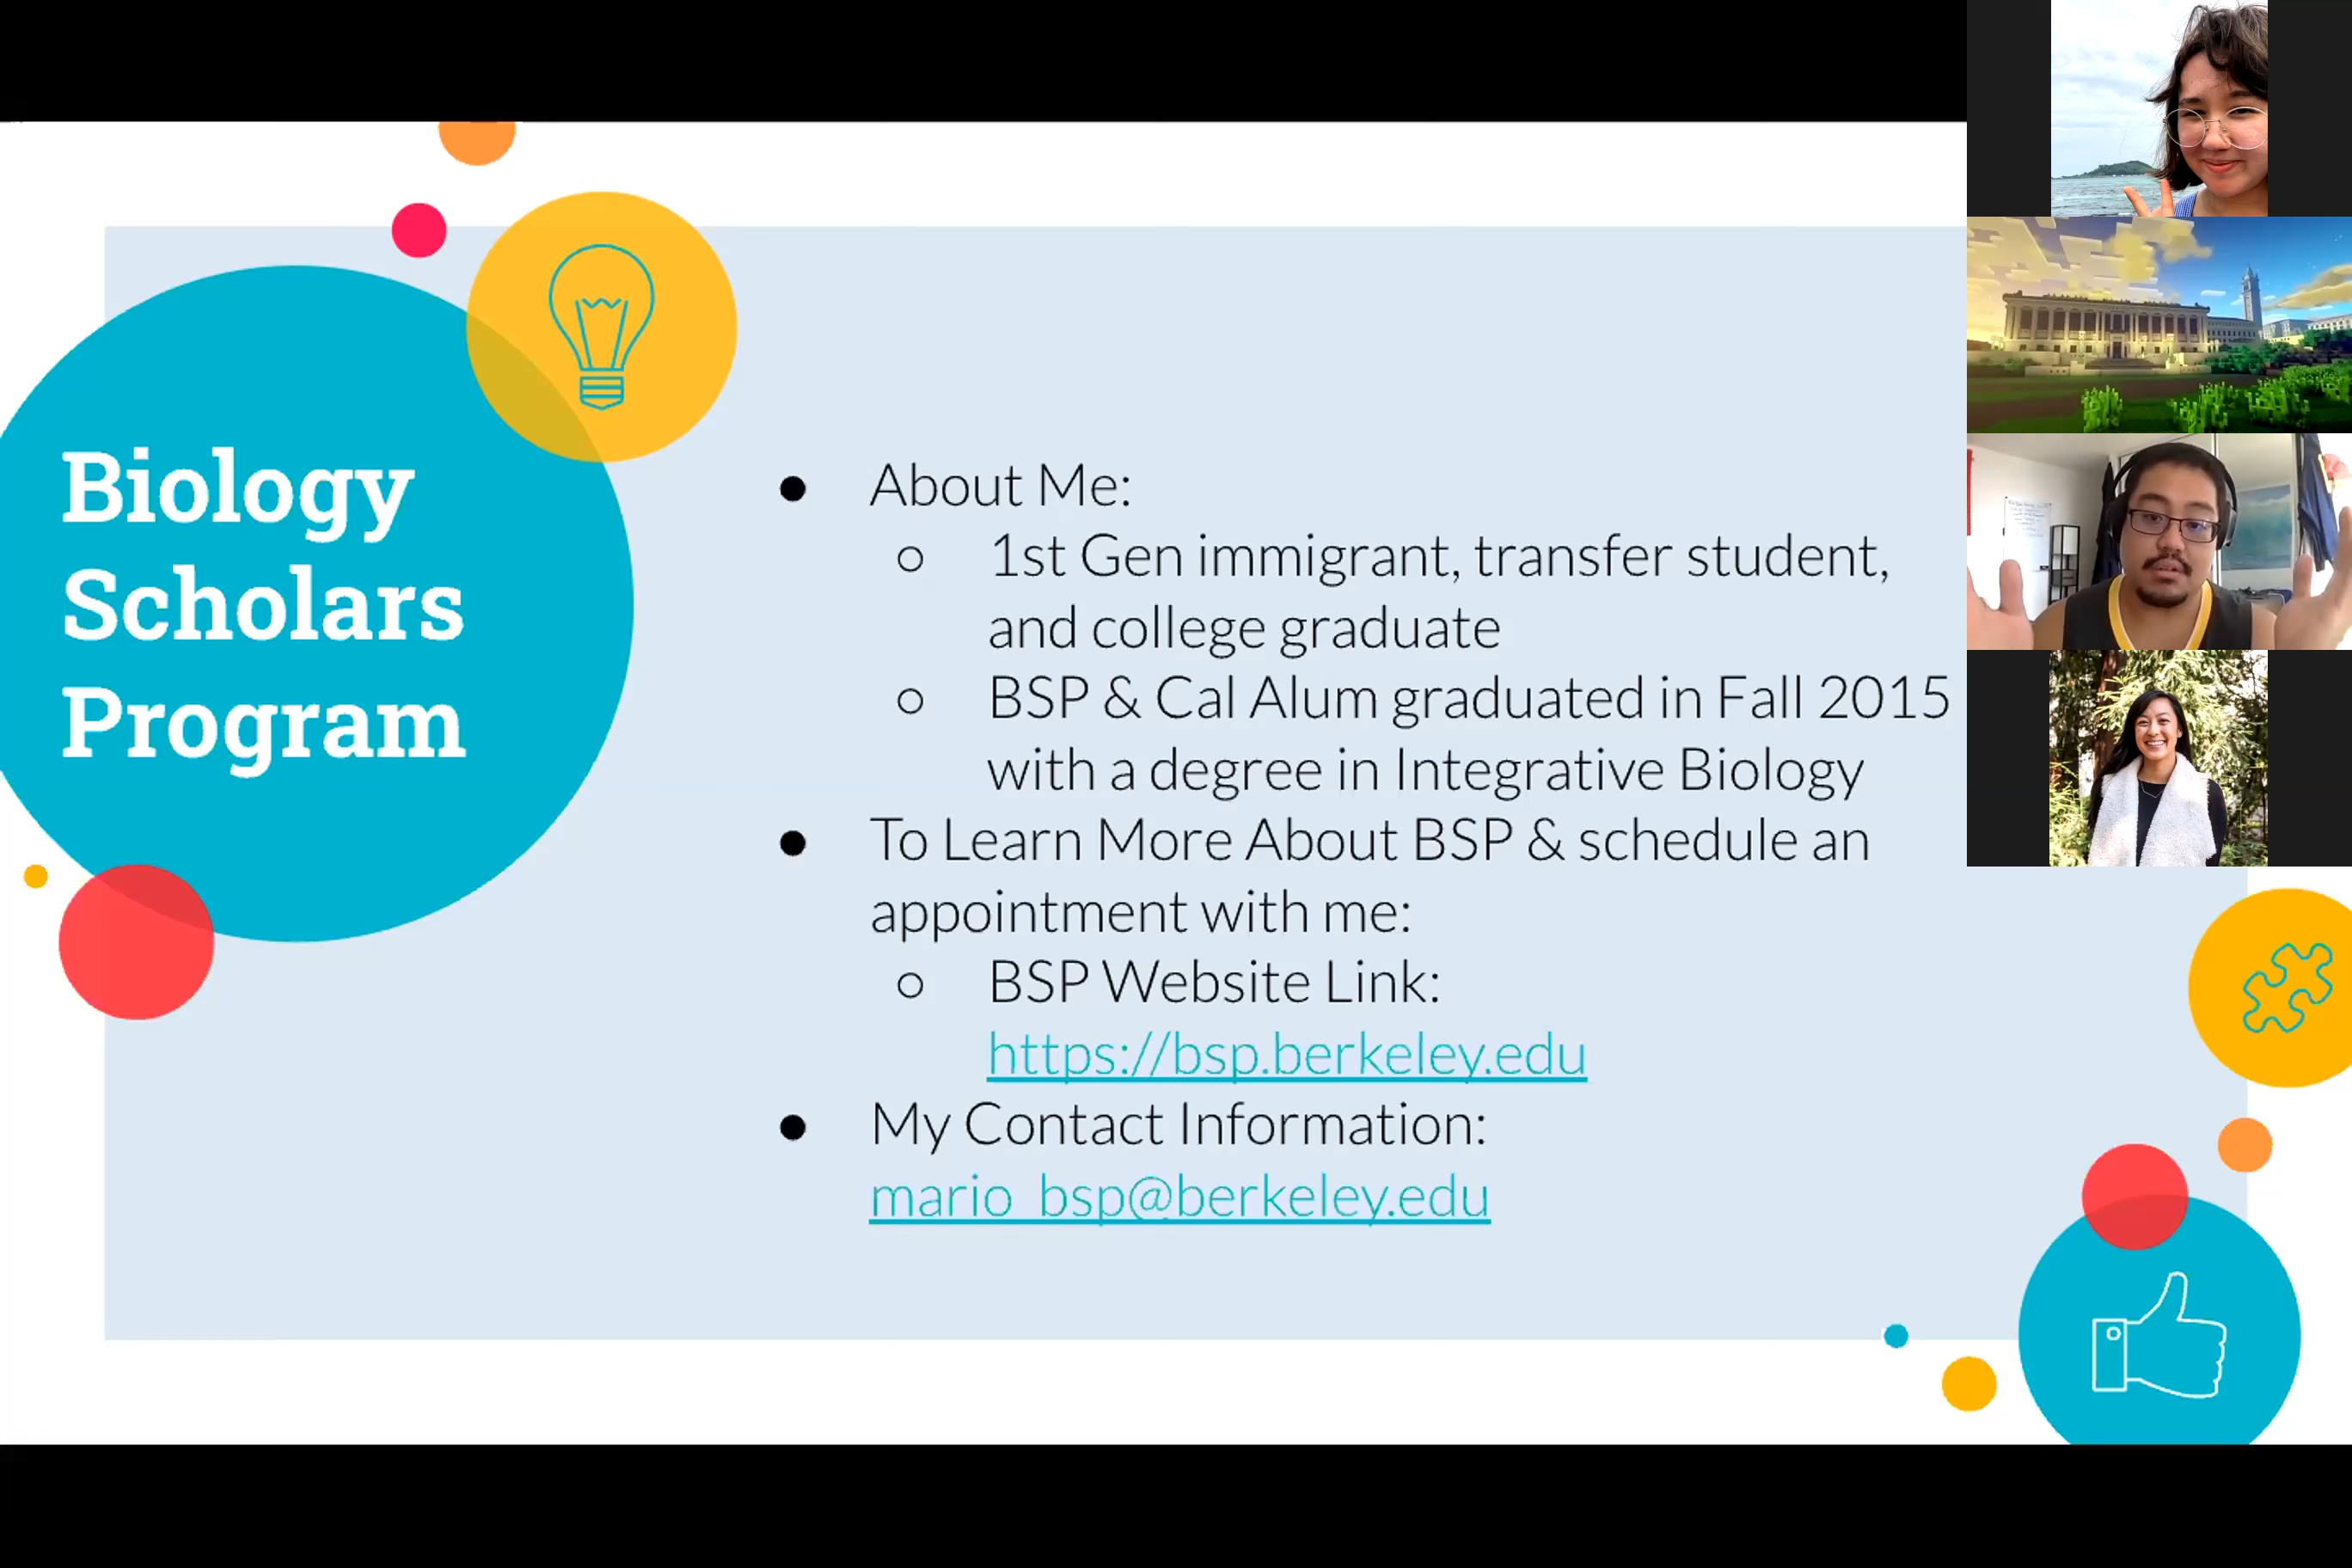 Biology
Scholars
Program
● About Me:
○ 1st Gen immigrant, transfer student,
and college graduate
○ BSP & Cal Alum graduated in Fall 2015
with a degree in Integrative Biology
● To Learn More About BSP & schedule an
appointment with me:
○ BSP Website Link:
https://bsp.berkeley.edu
● My Contact Information:
mario_bsp@berkeley.edu